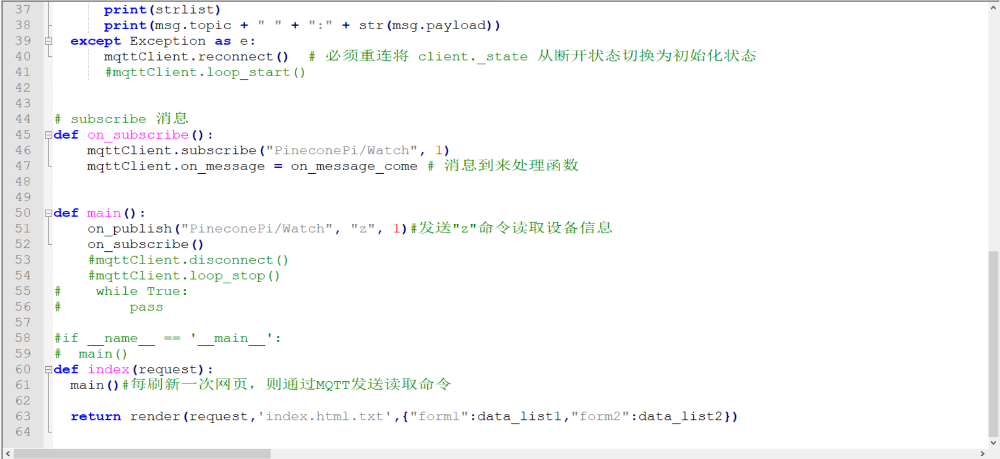 37 print(strlist)
38 print(msg.topic + " " + ":" + str(msg.payload))
39 except Exception as e:
40 mqttClient.reconnect() # 必须重连将 client._state 从断开状态切换为初始化状态
41 #mqttClient.loop_start()
42
43
44 # subscribe 消息
45 def on_subscribe():
46 mqttClient.subscribe("PineconePi/Watch", 1)
47 mqttClient.on_message = on_message_come # 消息到来处理函数
48
49
50 def main():
51 on_publish("PineconePi/Watch", "z", 1)#发送"z"命令读取设备信息
52 on_subscribe()
53 #mqttClient.disconnect()
54 #mqttClient.loop_stop()
55 # while True:
56 # pass
57
58 #if __name__ == '__main__':
59 # main()
60 def index(request):
61 main()#每刷新一次网页，则通过MQTT发送读取命令
62
63 return render(request,'index.html.txt',{"form1":data_list1,"form2":data_list2})
64